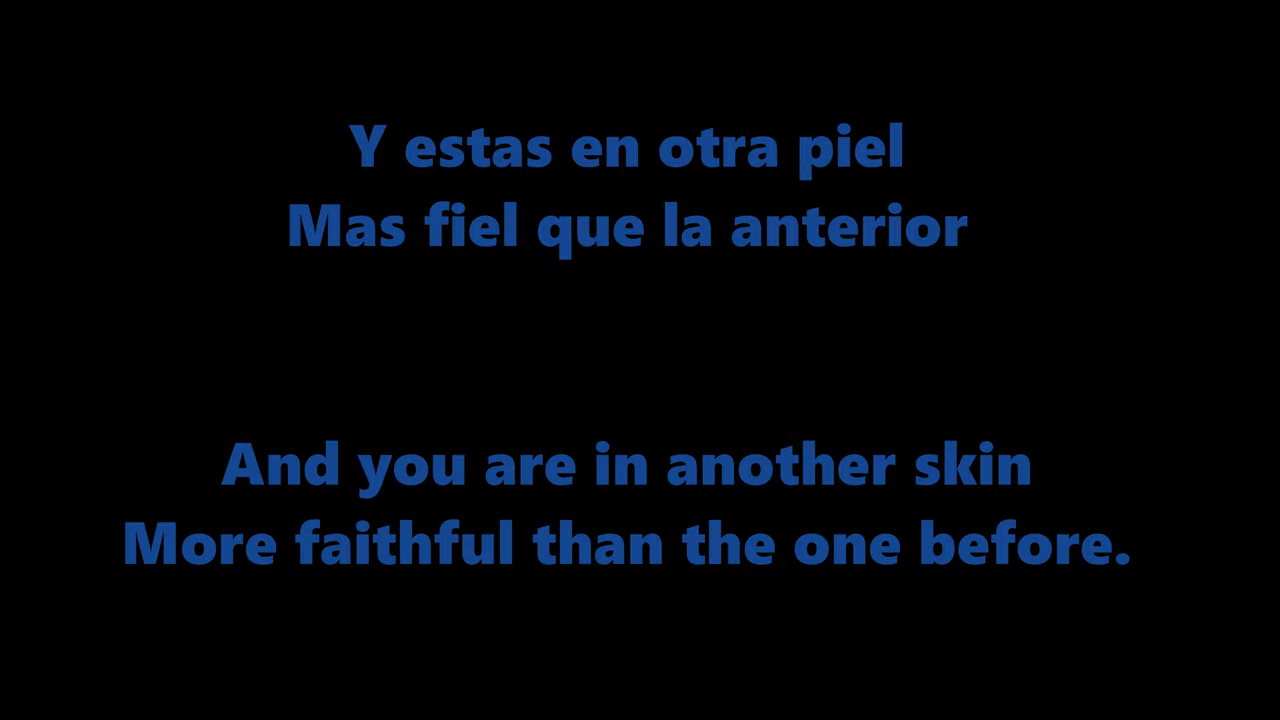 Y estas en otra piel
Mas fiel que la anterior
And you are in another skin
More faithful than the one before.